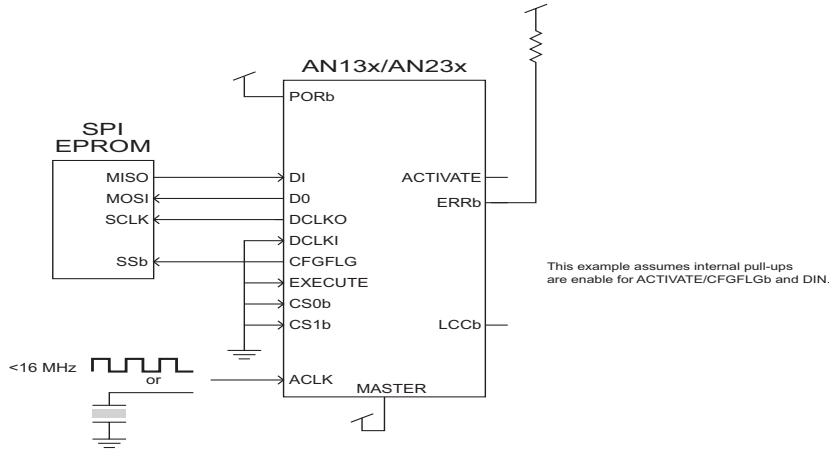 AN13x/AN23x
PORb
SPI
EPROM
MISO
MOSI
SCLK
SSb
DI
D0
DCLKO
DCLKI
CFGFLG
EXECUTE
CS0b
CS1b
ACLK
MASTER
ACTIVATE
ERRb
LCCb
This example assumes internal pull-ups
are enable for ACTIVATE/CFGFLGb and DIN.
<16 MHz
or